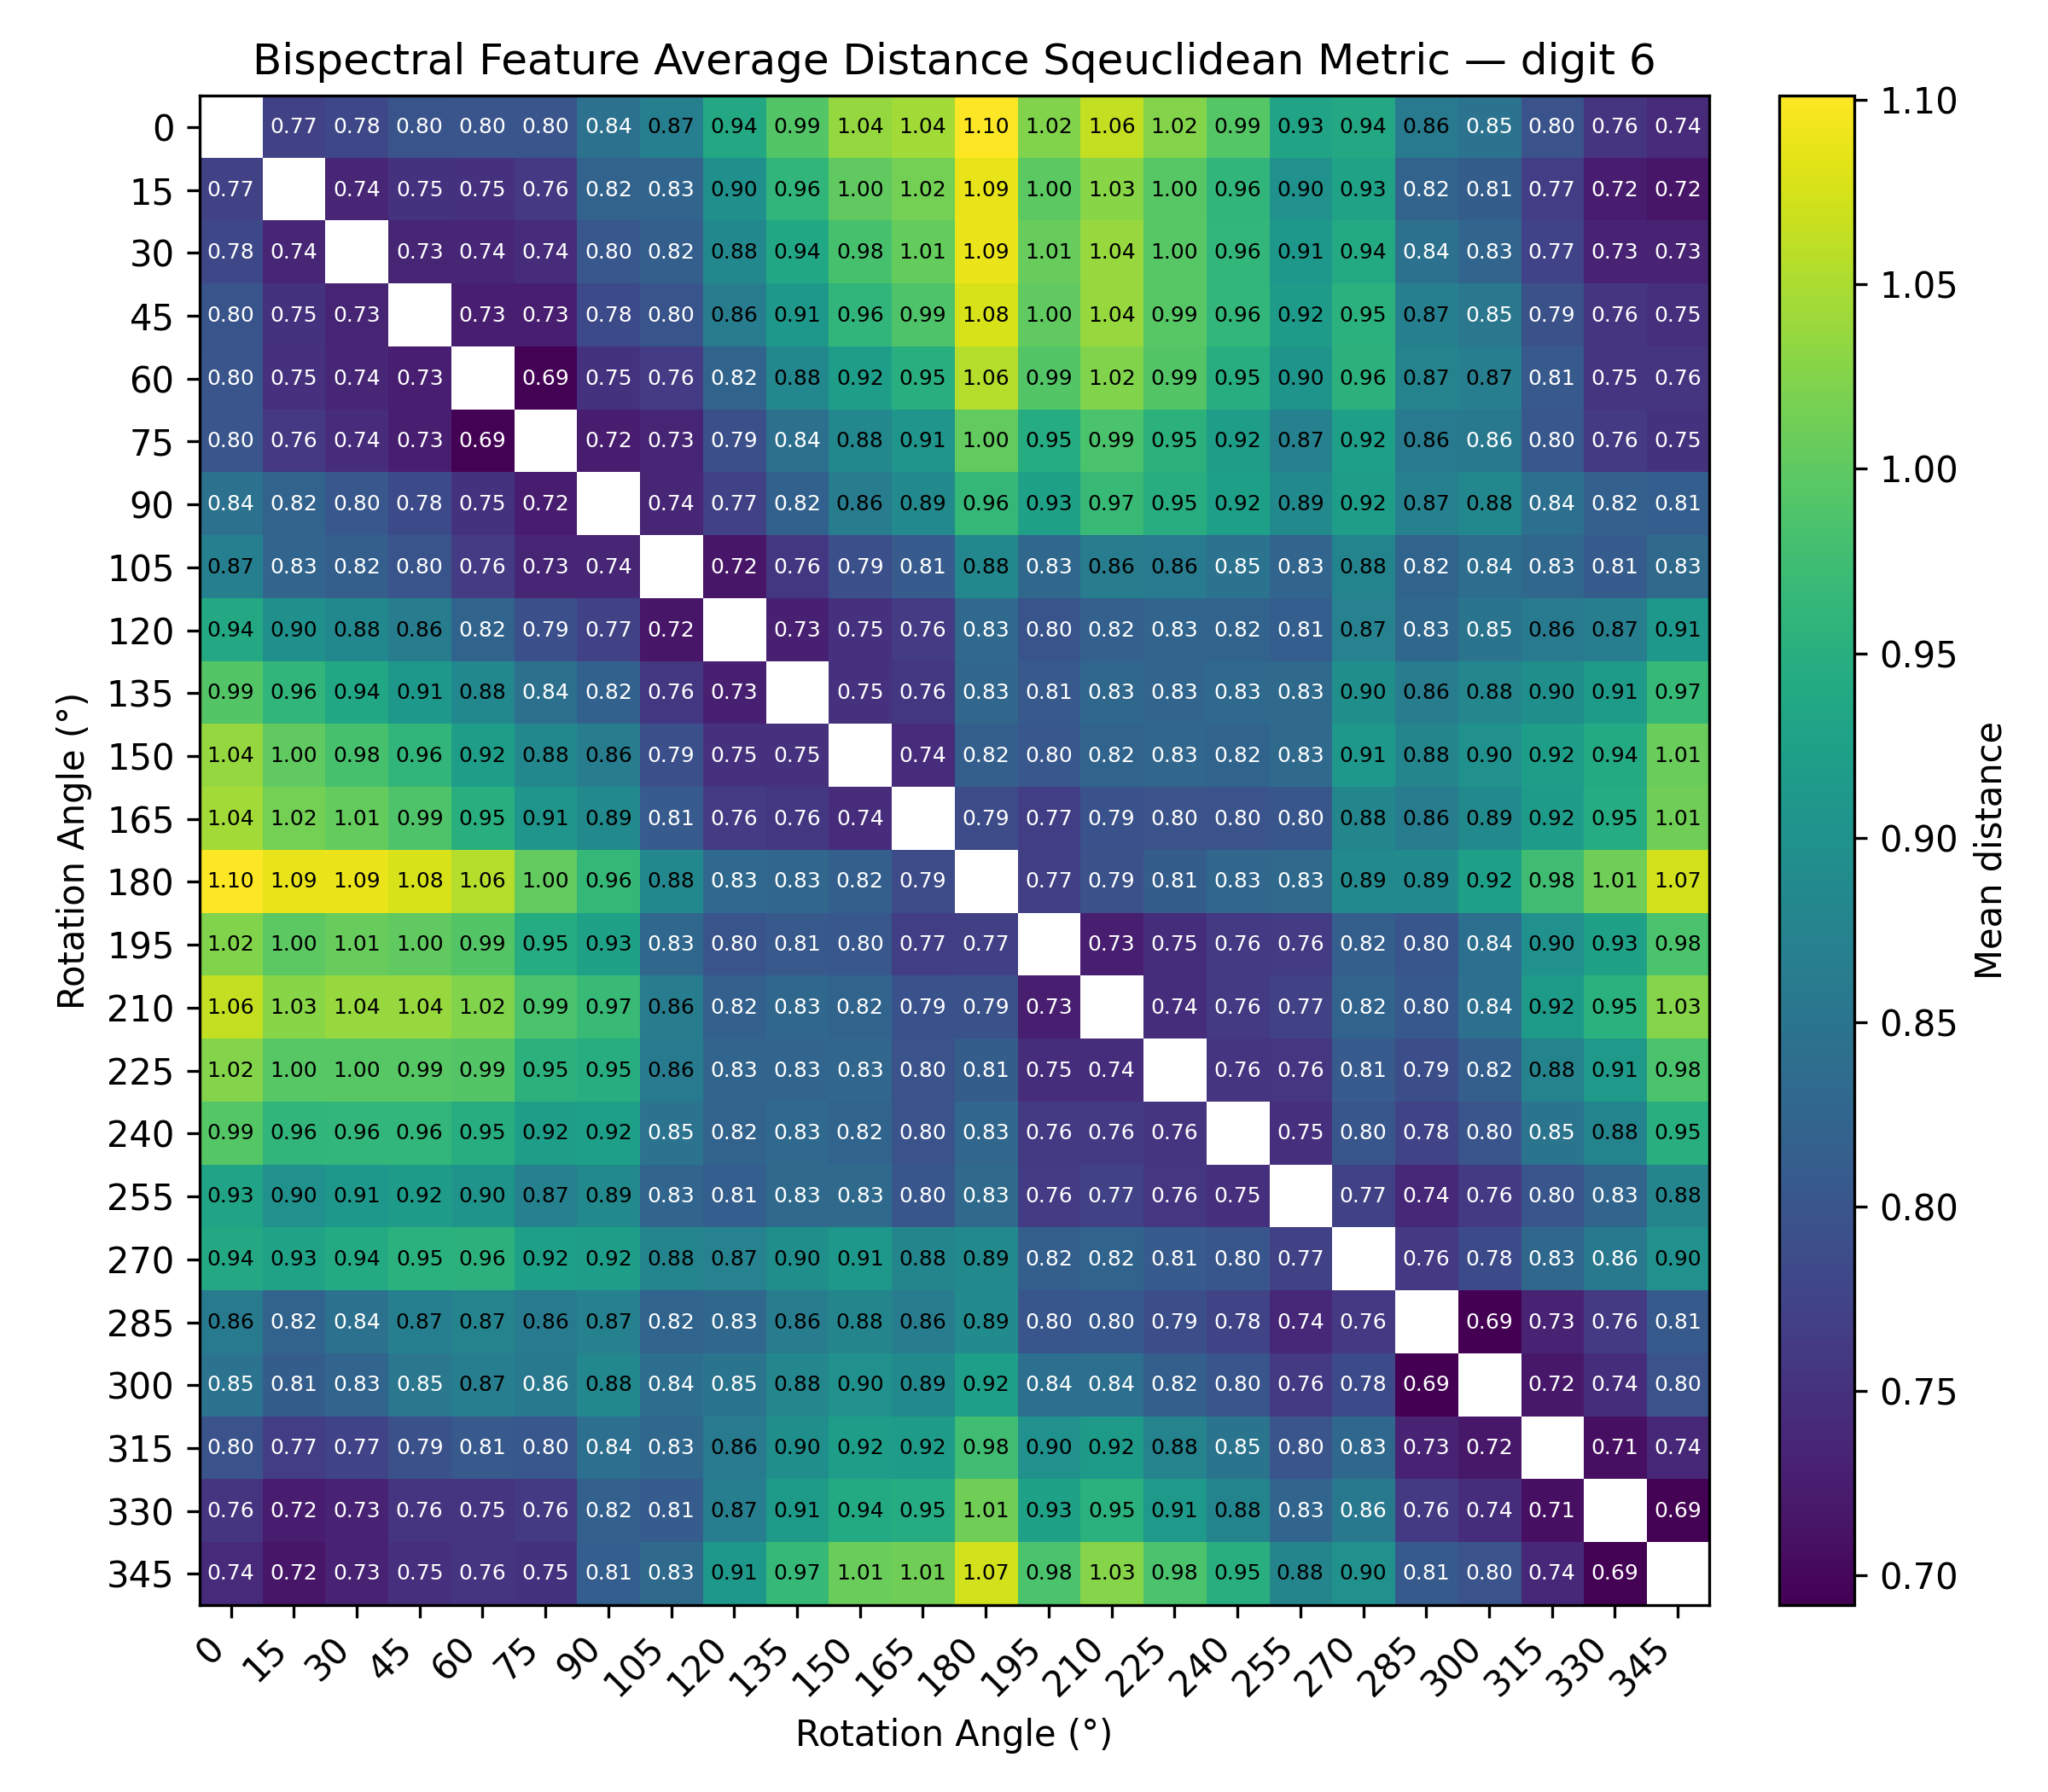 Bispectral Feature Average Distance Sqeuclidean Metric — digit 6
0 0.77 0.78 0.80 0.80 0.80 0.84 0.87 0.94 0.99 1.04 1.04 1.10 1.02 1.06 1.02 0.99 0.93 0.94 0.86 0.85 0.80 0.76 0.74
15 0.77 0.74 0.75 0.75 0.76 0.82 0.83 0.90 0.96 1.00 1.02 1.09 1.00 1.03 1.00 0.96 0.90 0.93 0.82 0.81 0.77 0.72 0.72
30 0.78 0.74 0.73 0.74 0.74 0.80 0.82 0.88 0.94 0.98 1.01 1.09 1.01 1.04 1.00 0.96 0.91 0.94 0.84 0.83 0.77 0.73 0.73
45 0.80 0.75 0.73 0.73 0.73 0.78 0.80 0.86 0.91 0.96 0.99 1.08 1.00 1.04 0.99 0.96 0.92 0.95 0.87 0.85 0.79 0.76 0.75
60 0.80 0.75 0.74 0.73 0.69 0.75 0.76 0.82 0.88 0.92 0.95 1.06 0.99 1.02 0.99 0.95 0.90 0.96 0.87 0.87 0.81 0.75 0.76
75 0.80 0.76 0.74 0.73 0.69 0.72 0.73 0.79 0.84 0.88 0.91 1.00 0.95 0.99 0.95 0.92 0.87 0.92 0.86 0.86 0.80 0.76 0.75
90 0.84 0.82 0.80 0.78 0.75 0.72 0.74 0.77 0.82 0.86 0.89 0.96 0.93 0.97 0.95 0.92 0.89 0.92 0.87 0.88 0.84 0.82 0.81
105 0.87 0.83 0.82 0.80 0.76 0.73 0.74 0.72 0.76 0.79 0.81 0.88 0.83 0.86 0.86 0.85 0.83 0.88 0.82 0.84 0.83 0.81 0.83
120 0.94 0.90 0.88 0.86 0.82 0.79 0.77 0.72 0.73 0.75 0.76 0.83 0.80 0.82 0.83 0.82 0.81 0.87 0.83 0.85 0.86 0.87 0.91
135 0.99 0.96 0.94 0.91 0.88 0.84 0.82 0.76 0.73 0.75 0.76 0.83 0.81 0.83 0.83 0.83 0.83 0.90 0.86 0.88 0.90 0.91 0.97
150 1.04 1.00 0.98 0.96 0.92 0.88 0.86 0.79 0.75 0.75 0.74 0.82 0.80 0.82 0.83 0.82 0.83 0.91 0.88 0.90 0.92 0.94 1.01
165 1.04 1.02 1.01 0.99 0.95 0.91 0.89 0.81 0.76 0.76 0.74 0.79 0.77 0.79 0.80 0.80 0.80 0.88 0.86 0.89 0.92 0.95 1.01
180 1.10 1.09 1.09 1.08 1.06 1.00 0.96 0.88 0.83 0.83 0.82 0.79 0.77 0.79 0.81 0.83 0.83 0.89 0.89 0.92 0.98 1.01 1.07
195 1.02 1.00 1.01 1.00 0.99 0.95 0.93 0.83 0.80 0.81 0.80 0.77 0.77 0.73 0.75 0.76 0.76 0.82 0.80 0.84 0.90 0.93 0.98
210 1.06 1.03 1.04 1.04 1.02 0.99 0.97 0.86 0.82 0.83 0.82 0.79 0.79 0.73 0.74 0.76 0.77 0.82 0.80 0.84 0.92 0.95 1.03
225 1.02 1.00 1.00 0.99 0.99 0.95 0.95 0.86 0.83 0.83 0.83 0.80 0.81 0.75 0.74 0.76 0.76 0.81 0.79 0.82 0.88 0.91 0.98
240 0.99 0.96 0.96 0.96 0.95 0.92 0.92 0.85 0.82 0.83 0.82 0.80 0.83 0.76 0.76 0.76 0.75 0.80 0.78 0.80 0.85 0.88 0.95
255 0.93 0.90 0.91 0.92 0.90 0.87 0.89 0.83 0.81 0.83 0.83 0.80 0.83 0.76 0.77 0.76 0.75 0.77 0.74 0.76 0.80 0.83 0.88
270 0.94 0.93 0.94 0.95 0.96 0.92 0.92 0.88 0.87 0.90 0.91 0.88 0.89 0.82 0.82 0.81 0.80 0.77 0.76 0.78 0.83 0.86 0.90
285 0.86 0.82 0.84 0.87 0.87 0.86 0.87 0.82 0.83 0.86 0.88 0.86 0.89 0.80 0.80 0.79 0.78 0.74 0.76 0.69 0.73 0.76 0.81
300 0.85 0.81 0.83 0.85 0.87 0.86 0.88 0.84 0.85 0.88 0.90 0.89 0.92 0.84 0.84 0.82 0.80 0.76 0.78 0.69 0.72 0.74 0.80
315 0.80 0.77 0.77 0.79 0.81 0.80 0.84 0.83 0.86 0.90 0.92 0.92 0.98 0.90 0.92 0.88 0.85 0.80 0.83 0.73 0.72 0.71 0.74
330 0.76 0.72 0.73 0.76 0.75 0.76 0.82 0.81 0.87 0.91 0.94 0.95 1.01 0.93 0.95 0.91 0.88 0.83 0.86 0.76 0.74 0.71 0.69
345 0.74 0.72 0.73 0.75 0.76 0.75 0.81 0.83 0.91 0.97 1.01 1.01 1.07 0.98 1.03 0.98 0.95 0.88 0.90 0.81 0.80 0.74 0.69
0 15 30 45 60 75 90 105 120 135 150 165 180 195 210 225 240 255 270 285 300 315 330 345
Rotation Angle (°)
Rotation Angle (°)
1.10
1.05
1.00
0.95
0.90
0.85
0.80
0.75
0.70
Mean distance